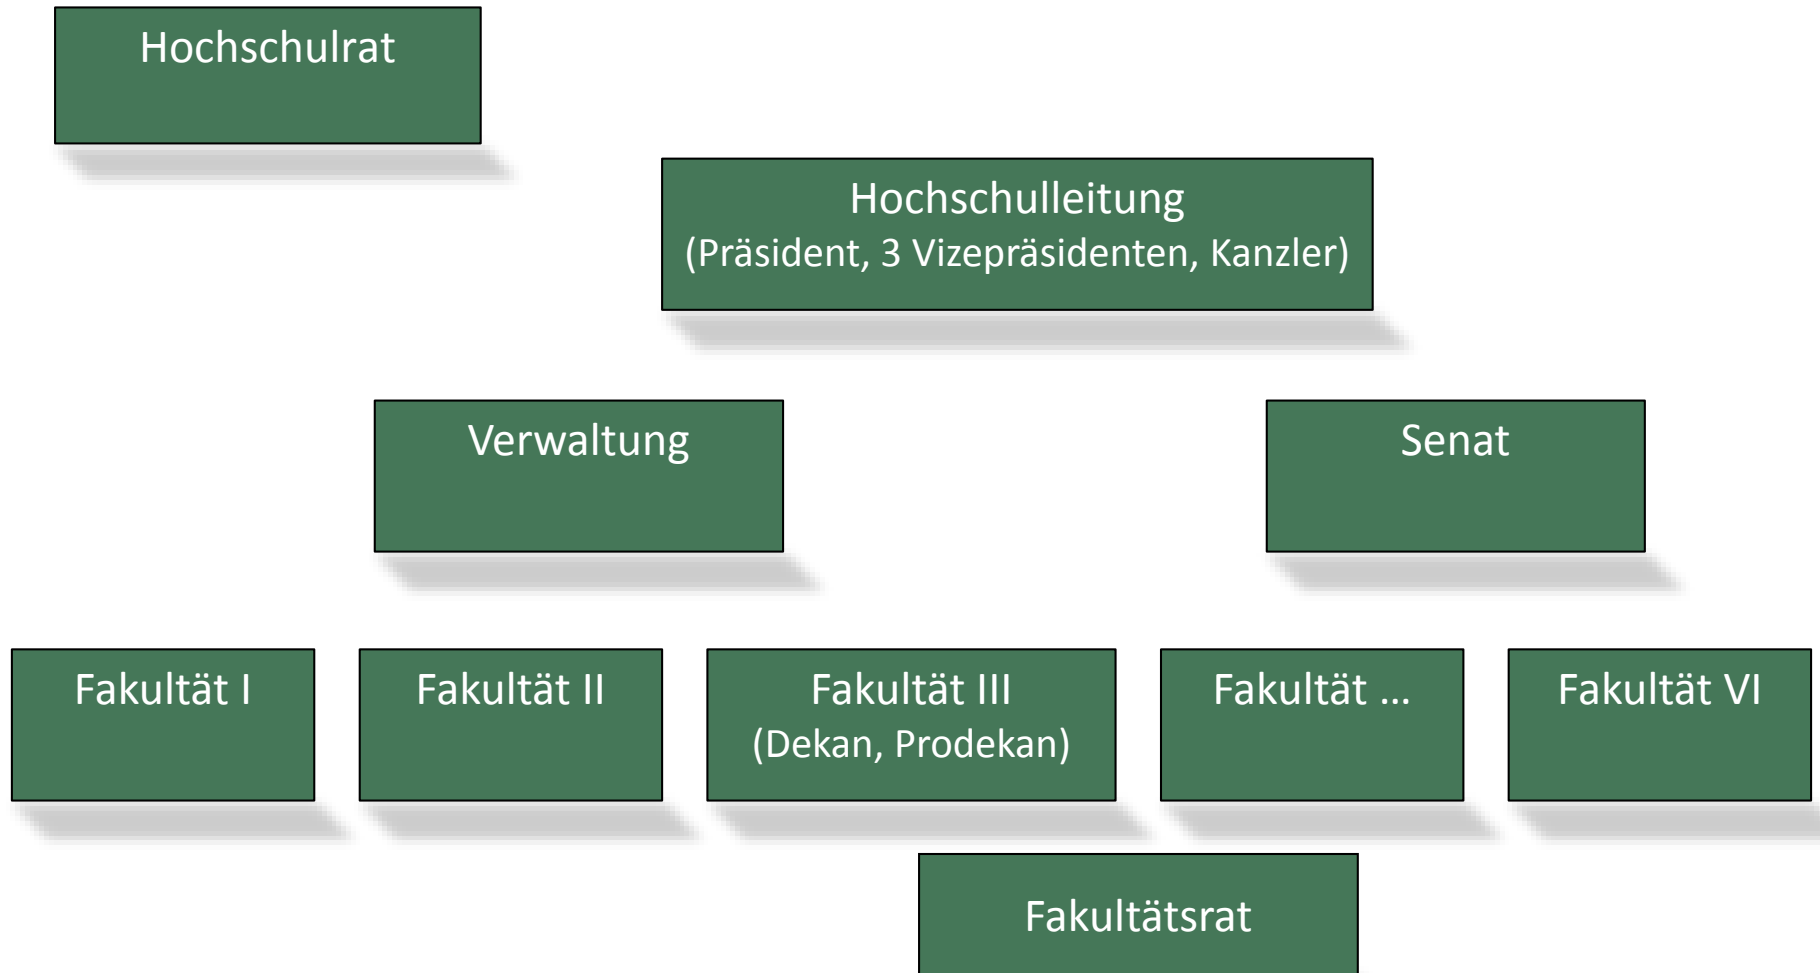 Hochschulrat
Hochschulleitung
(Präsident, 3 Vizepräsidenten, Kanzler)
Verwaltung
Senat
Fakultät I
Fakultät II
Fakultät III
(Dekan, Prodekan)
Fakultät ...
Fakultät VI
Fakultätsrat